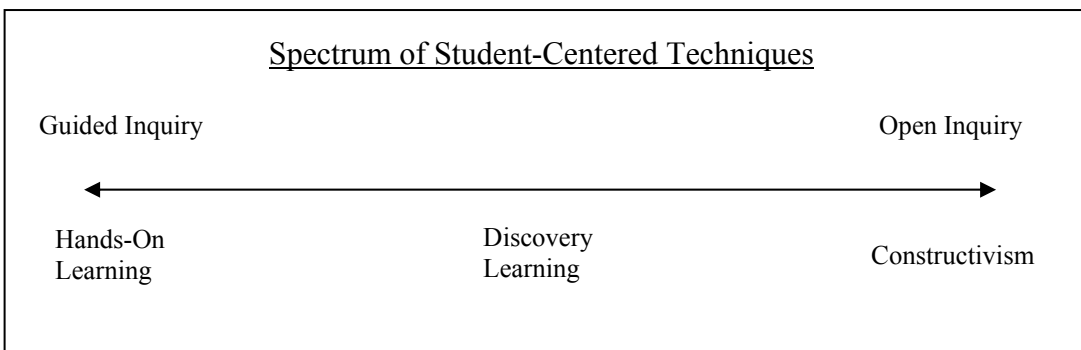 Spectrum of Student-Centered Techniques
Guided Inquiry
Open Inquiry
Hands-On
Learning
Discovery
Learning
Constructivism